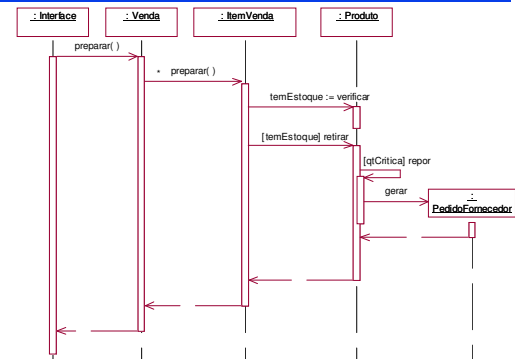 : Interface
: Venda
: ItemVenda
: Produto
preparar( )
* preparar( )
temEstoque := verificar
[temEstoque] retirar
[qtCritica] repor
gerar
:
PedidoFornecedor